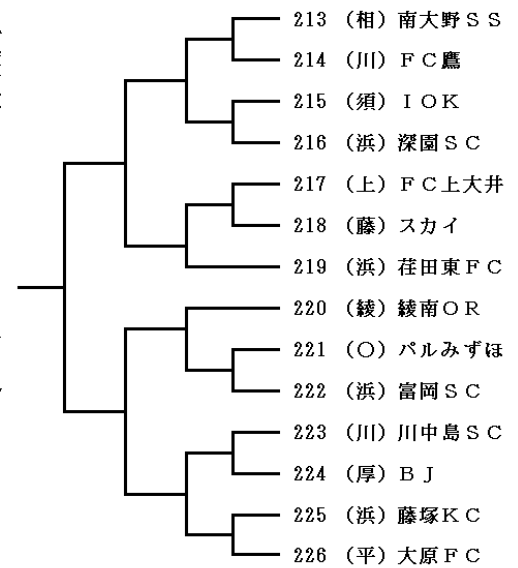 213 (相) 南大野ＳＳ
214 (川) ＦＣ鷹
215 (須) ＩＯＫ
216 (浜) 深園ＳＣ
217 (上) ＦＣ上大井
218 (藤) スカイ
219 (浜) 荏田東ＦＣ
220 (綾) 綾南ＯＲ
221 (○) パルみずほ
222 (浜) 富岡ＳＣ
223 (川) 川中島ＳＣ
224 (厚) ＢＪ
225 (浜) 藤塚ＫＣ
226 (平) 大原ＦＣ